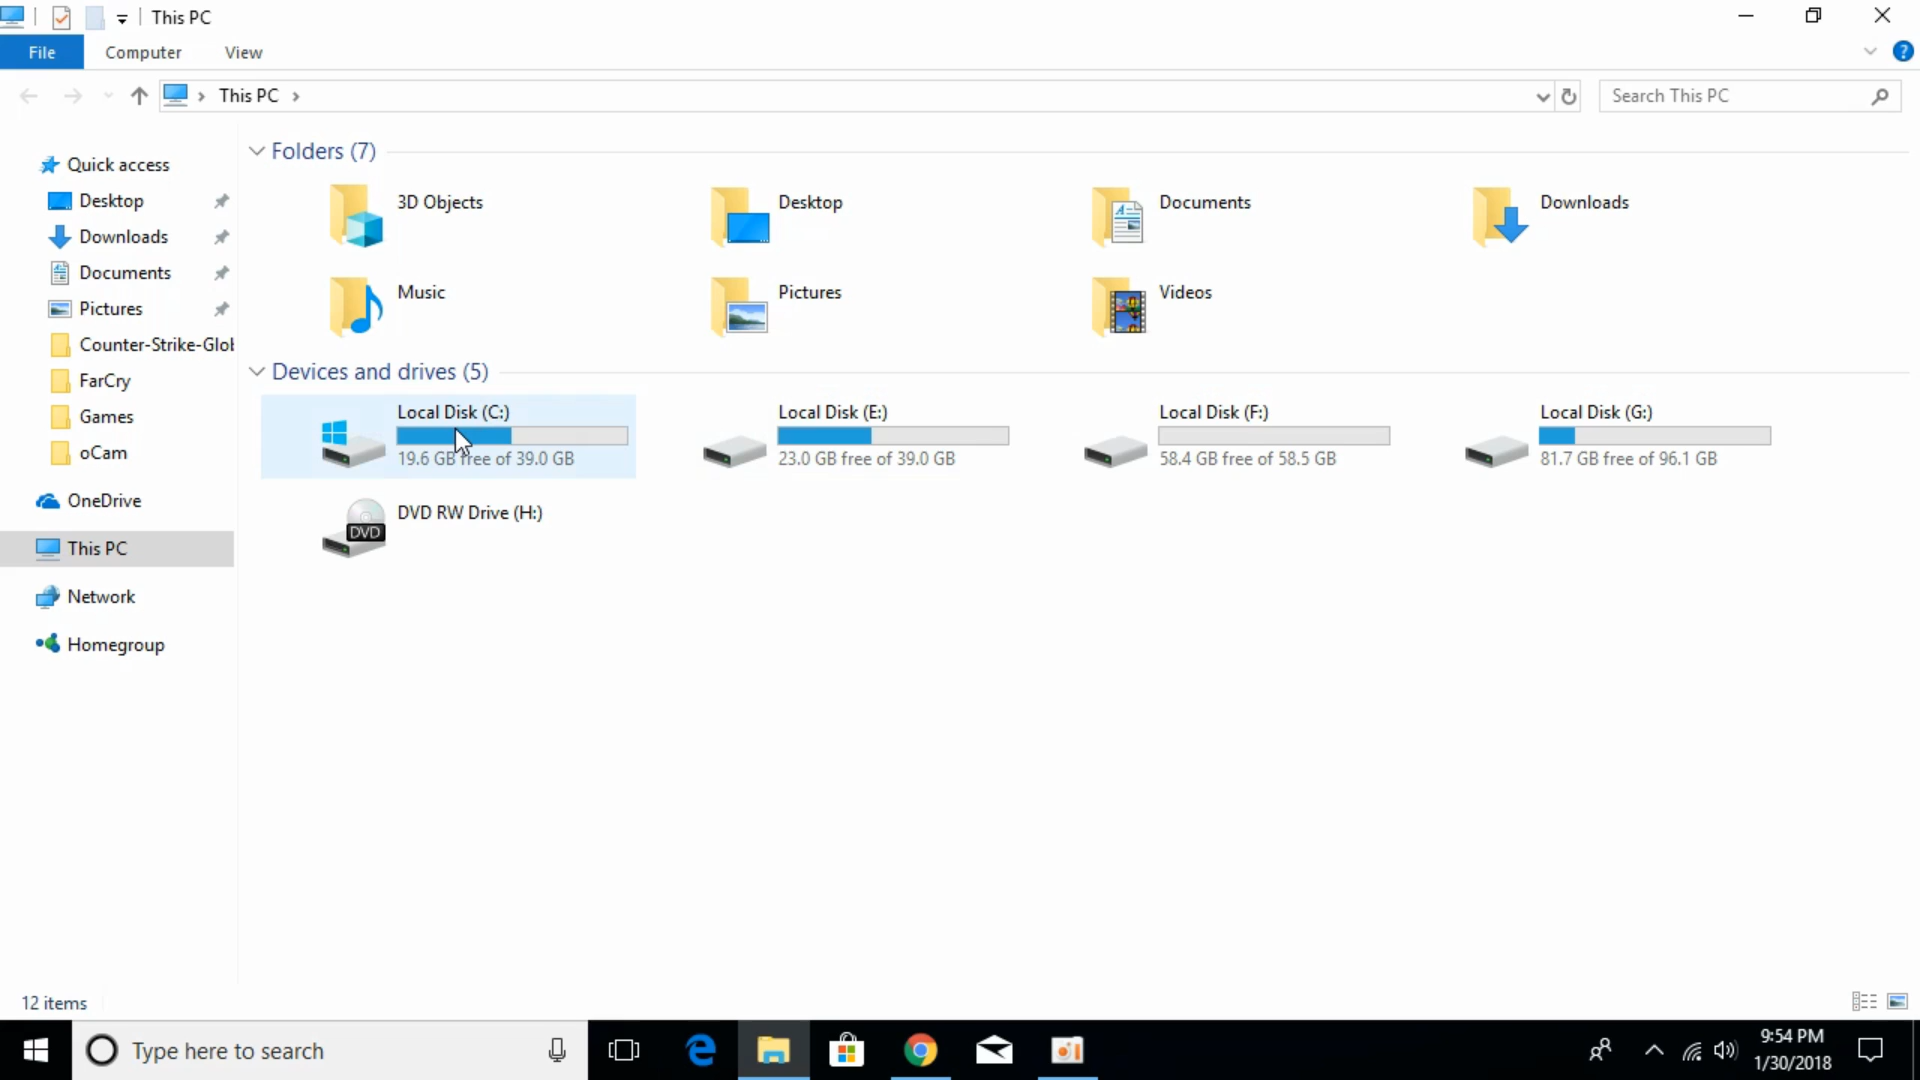 This PC
File
Computer
View
This PC
Search This PC
Quick access
Desktop
Downloads
Documents
Pictures
Counter-Strike-Glob
FarCry
Games
oCam
OneDrive
This PC
Network
Homegroup
Folders (7)
3D Objects
Desktop
Documents
Downloads
Music
Pictures
Videos
Devices and drives (5)
Local Disk (C:)
19.6 GB free of 39.0 GB
Local Disk (E:)
23.0 GB free of 39.0 GB
Local Disk (F:)
58.4 GB free of 58.5 GB
Local Disk (G:)
81.7 GB free of 96.1 GB
DVD
DVD RW Drive (H:)
12 items
Type here to search
9:54 PM
1/30/2018